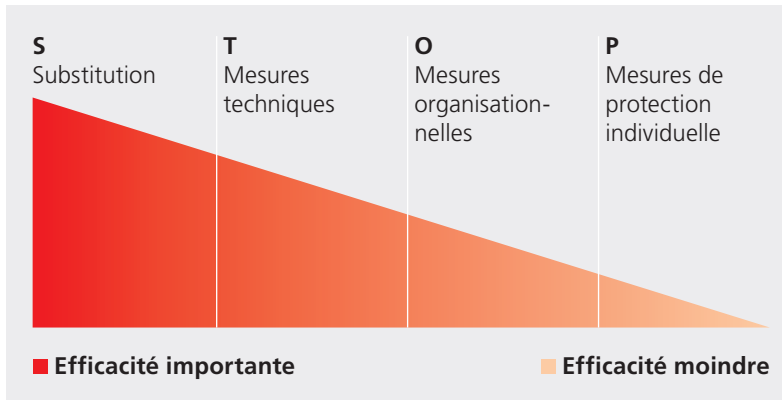 S
Substitution
T
Mesures
techniques
O
Mesures
organisation-
nelles
P
Mesures de
protection
individuelle
Efficacité importante
Efficacité moindre